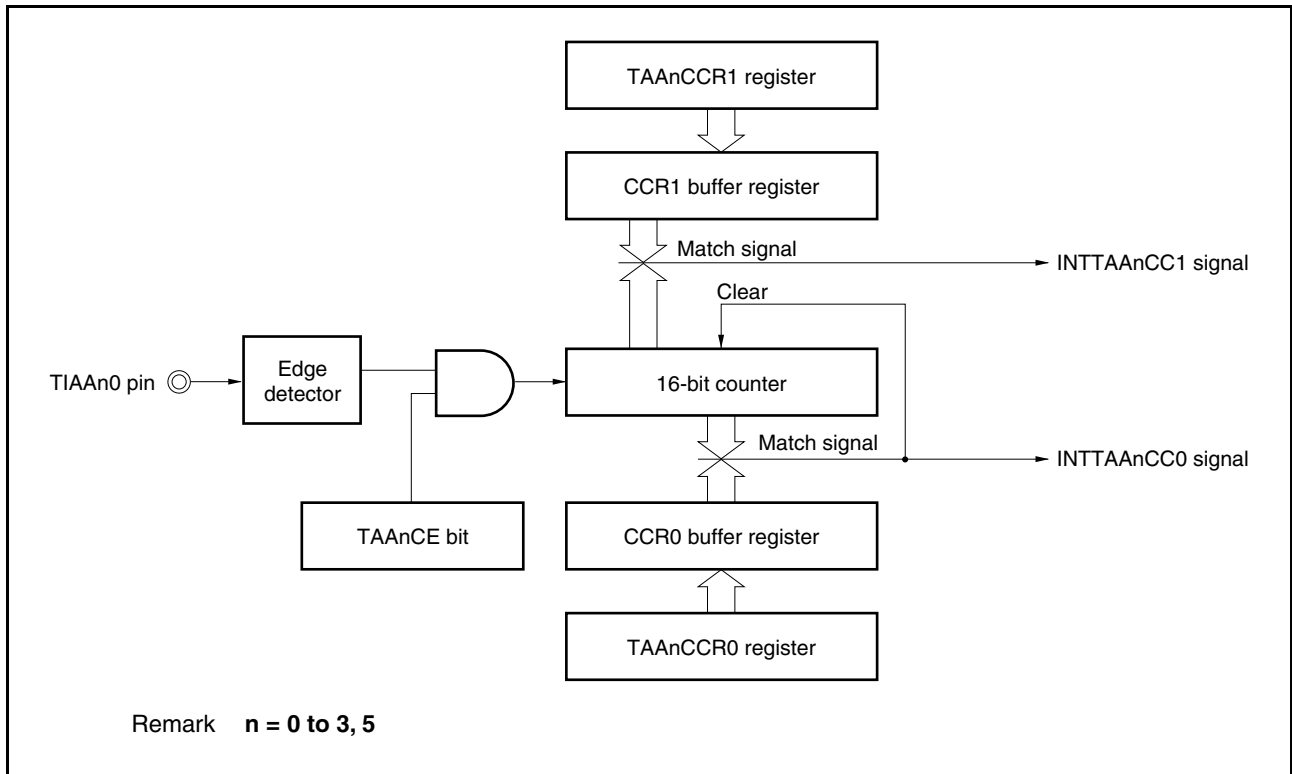 TAAnCCR1 register
CCR1 buffer register
Match signal
INTTAAnCC1 signal
Clear
TIAAn0 pin
Edge
detector
16-bit counter
Match signal
INTTAAnCC0 signal
TAAnCE bit
CCR0 buffer register
TAAnCCR0 register
Remark n = 0 to 3, 5